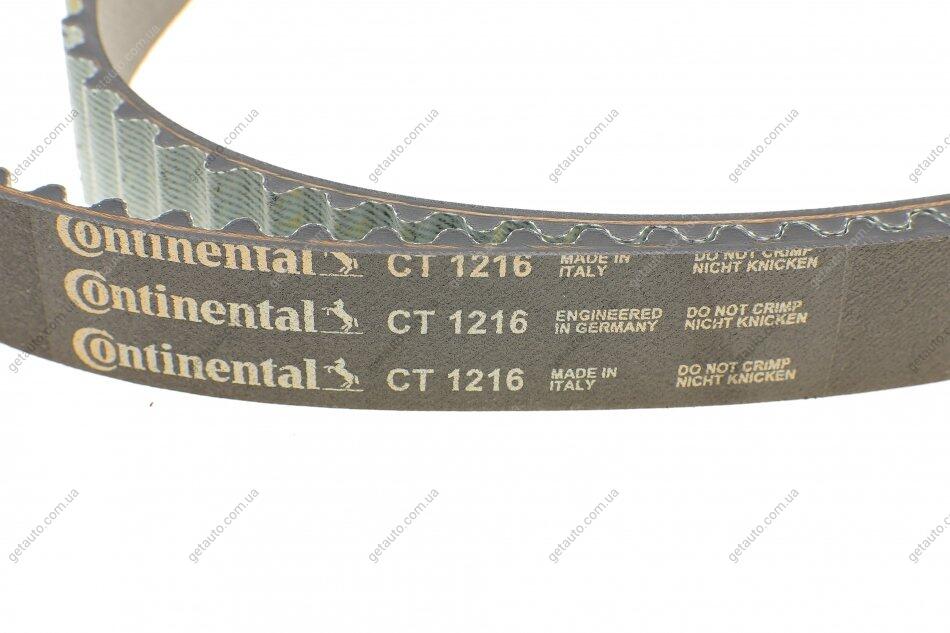 Continental CT 1216 MADE IN ITALY DO NOT CRIMP NICHT KNICKEN
Continental CT 1216 ENGINEERED IN GERMANY DO NOT CRIMP NICHT KNICKEN
Continental CT 1216 MADE IN ITALY DO NOT CRIMP NICHT KNICKEN
getauto.com.ua